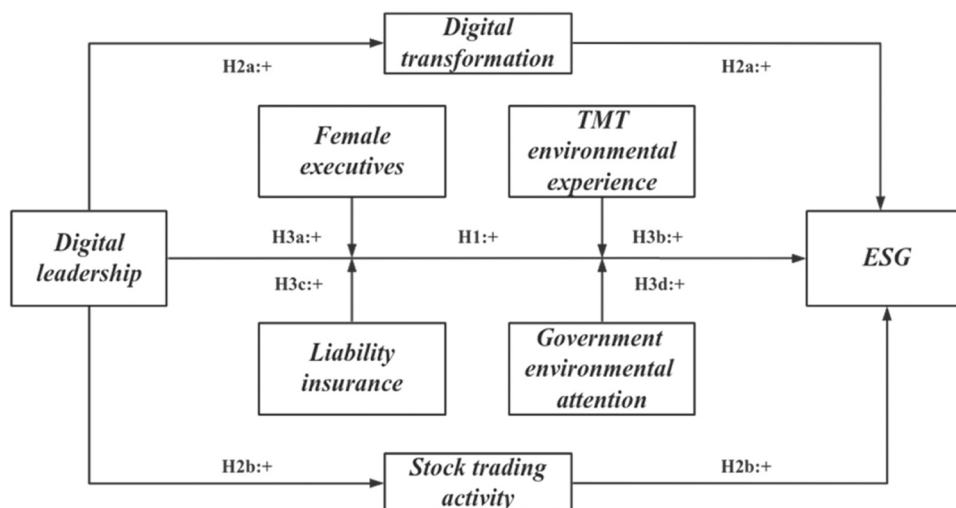 Digital
transformation
H2a:+
H2a:+
Female
executives
TMT
environmental
experience
Digital
leadership
H3a:+
H1:+
H3b:+
ESG
H3c:+
H3d:+
Liability
insurance
Government
environmental
attention
H2b:+
Stock trading
activity
H2b:+